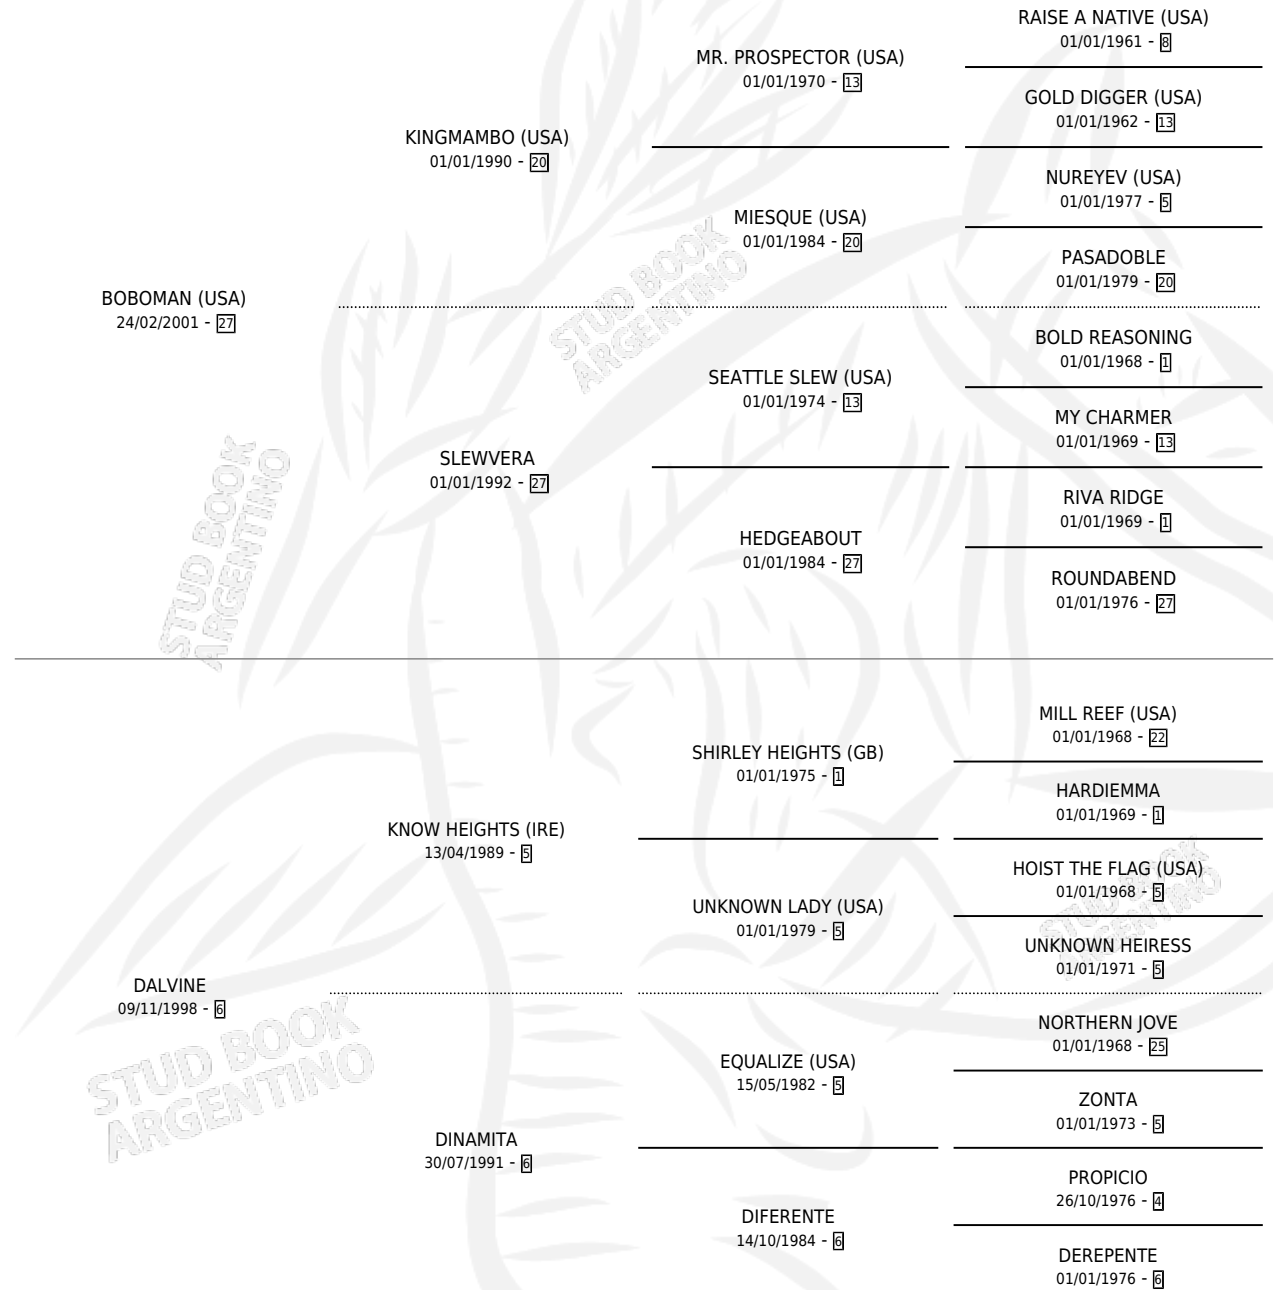 RAISE A NATIVE (USA)
01/01/1961 - 8
MR. PROSPECTOR (USA)
01/01/1970 - 13
GOLD DIGGER (USA)
01/01/1962 - 13
KINGMAMBO (USA)
01/01/1990 - 20
NUREYEV (USA)
01/01/1977 - 5
MIESQUE (USA)
01/01/1984 - 20
PASADOBLE
01/01/1979 - 20
BOBOMAN (USA)
24/02/2001 - 27
BOLD REASONING
01/01/1968 - 1
SEATTLE SLEW (USA)
01/01/1974 - 13
MY CHARMER
01/01/1969 - 13
SLEWVERA
01/01/1992 - 27
RIVA RIDGE
01/01/1969 - 1
HEDGEABOUT
01/01/1984 - 27
ROUNDABEND
01/01/1976 - 27
MILL REEF (USA)
01/01/1968 - 22
SHIRLEY HEIGHTS (GB)
01/01/1975 - 1
HARDIEMMA
01/01/1969 - 1
KNOW HEIGHTS (IRE)
13/04/1989 - 5
HOIST THE FLAG (USA)
01/01/1968 - 5
UNKNOWN LADY (USA)
01/01/1979 - 5
UNKNOWN HEIRESS
01/01/1971 - 5
DALVINE
09/11/1998 - 6
NORTHERN JOVE
01/01/1968 - 25
EQUALIZE (USA)
15/05/1982 - 5
ZONTA
01/01/1973 - 5
DINAMITA
30/07/1991 - 6
PROPICIO
26/10/1976 - 4
DIFERENTE
14/10/1984 - 6
DEREPENTE
01/01/1976 - 6
STUD BOOK
ARGENTINO
STUD BOOK
ARGENTINO
STUD BOOK
ARGENTINO
STUD BOOK
ARGENTINO